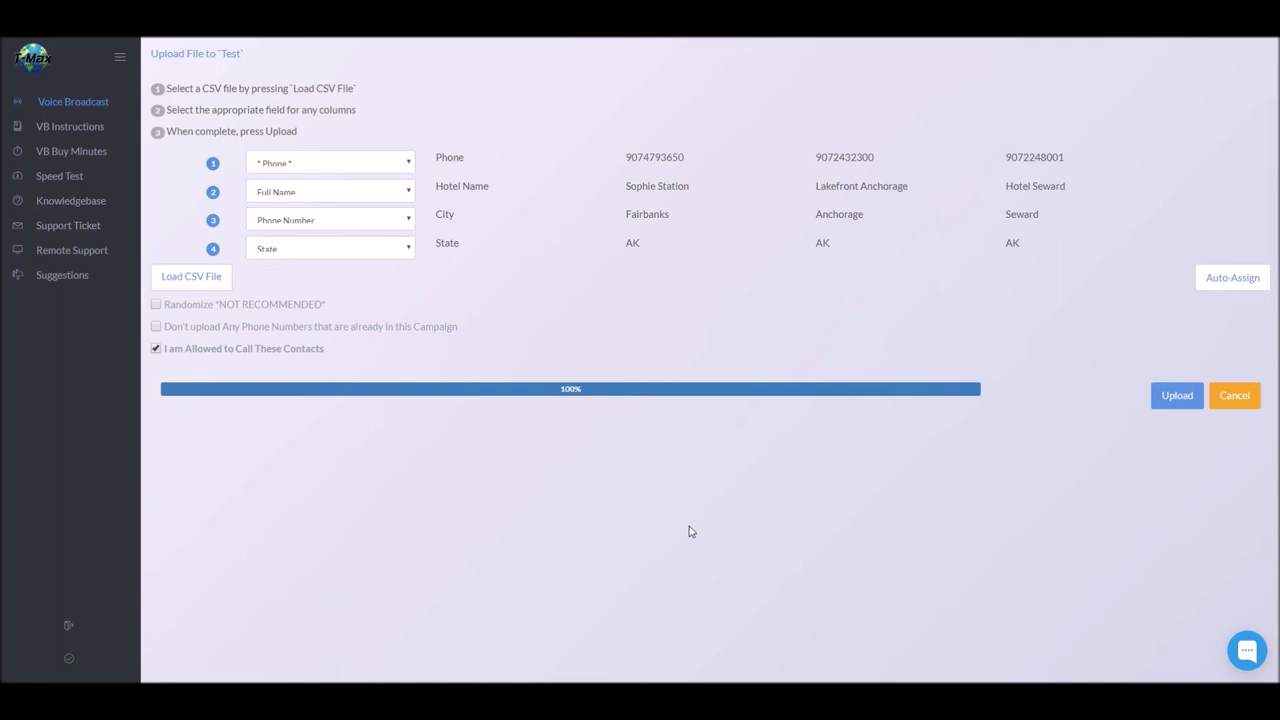 T-Max
Upload File to `Test`
Voice Broadcast
VB Instructions
VB Buy Minutes
Speed Test
Knowledgebase
Support Ticket
Remote Support
Suggestions
1 Select a CSV file by pressing `Load CSV File`
2 Select the appropriate field for any columns
3 When complete, press Upload
1 * Phone * Phone 9074793650 9072432300 9072248001
2 Full Name Hotel Name Sophie Station Lakefront Anchorage Hotel Seward
3 Phone Number City Fairbanks Anchorage Seward
4 State State AK AK AK
Load CSV File Auto-Assign
Randomize *NOT RECOMMENDED*
Don't upload Any Phone Numbers that are already in this Campaign
I am Allowed to Call These Contacts
100%
Upload Cancel